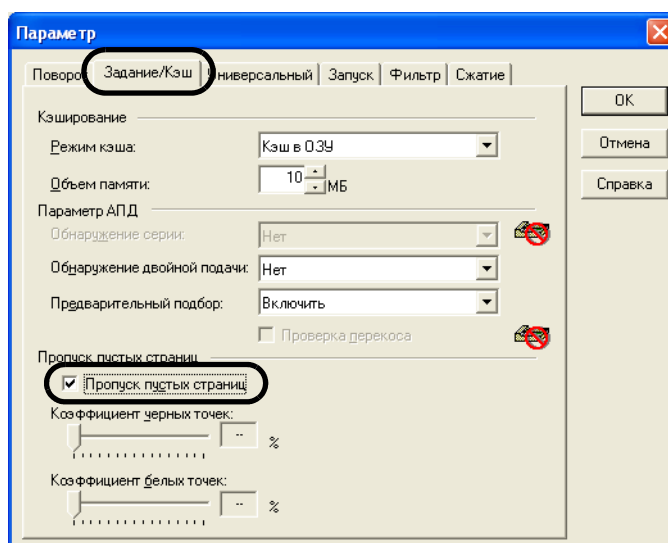 Параметр
Поворот Задание/Кэш Универсальный Запуск Фильтр Сжатие
OK
Отмена
Справка
Кэширование
Режим кэша: Кэш в ОЗУ
Объем памяти: 10 МБ
Параметр АПД
Обнаружение серии: Нет
Обнаружение двойной подачи: Нет
Предварительный подбор: Включить
Проверка перекоса
Пропуск пустых страниц
Пропуск пустых страниц
Коэффициент черных точек:
-- %
Коэффициент белых точек:
-- %